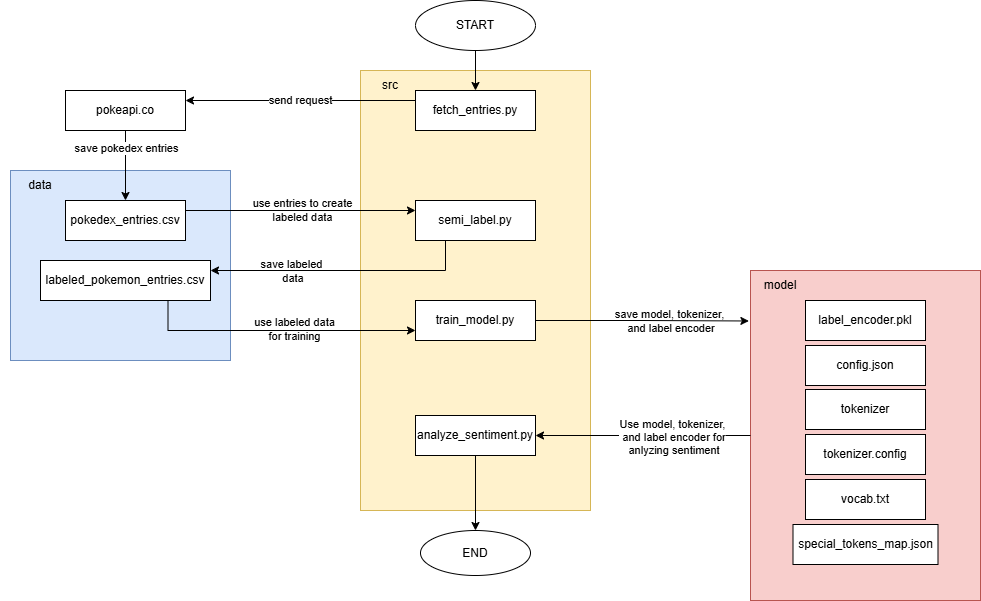 START
src
fetch_entries.py
send request
pokeapi.co
save pokedex entries
data
pokedex_entries.csv
use entries to create
labeled data
semi_label.py
save labeled
data
labeled_pokemon_entries.csv
use labeled data
for training
train_model.py
save model, tokenizer,
and label encoder
model
label_encoder.pkl
config.json
tokenizer
tokenizer.config
vocab.txt
special_tokens_map.json
Use model, tokenizer,
and label encoder for
anlyzing sentiment
analyze_sentiment.py
END